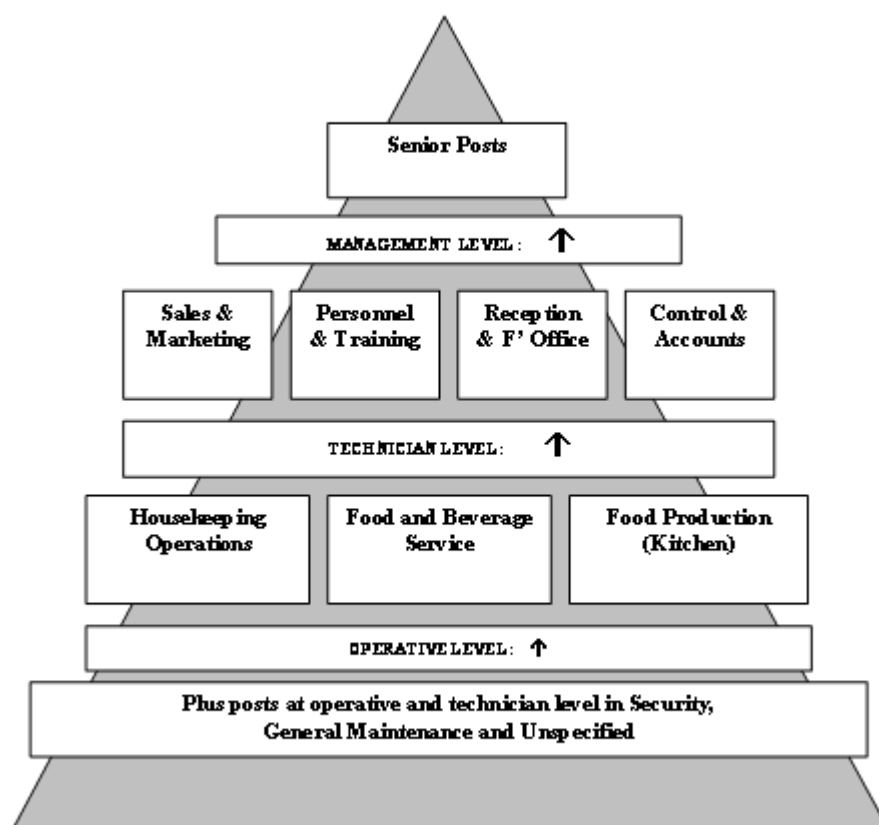 Senior Posts
MANAGEMENT LEVEL: ↑
Sales &
Marketing
Personnel
& Training
Reception
& F' Office
Control &
Accounts
TECHNICIAN LEVEL: ↑
Housekeeping
Operations
Food and Beverage
Service
Food Production
(Kitchen)
OPERATIVE LEVEL: ↑
Plus posts at operative and technician level in Security,
General Maintenance and Unspecified